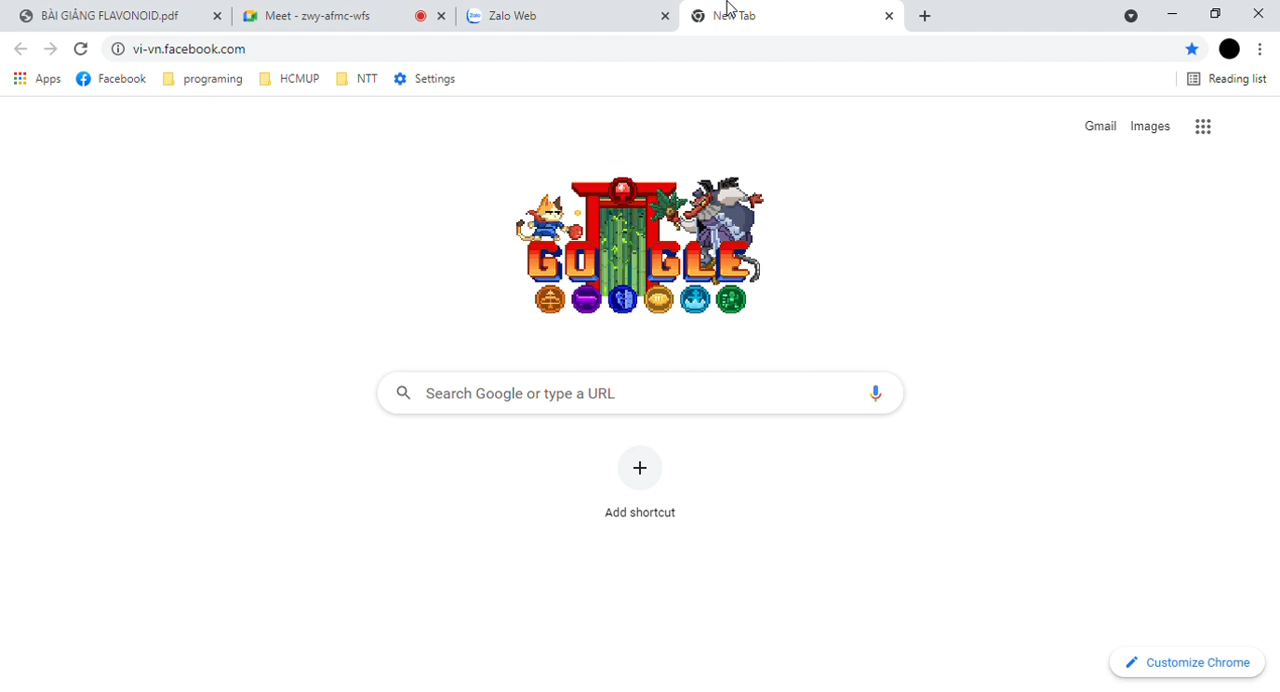 BÀI GIẢNG FLAVONOID.pdf
Meet - zwy-afmc-wfs
Zalo Web
New Tab
vi-vn.facebook.com
Apps
Facebook
programing
HCMUP
NTT
Settings
Reading list
Gmail
Images
GOOGLE
Search Google or type a URL
Add shortcut
Customize Chrome